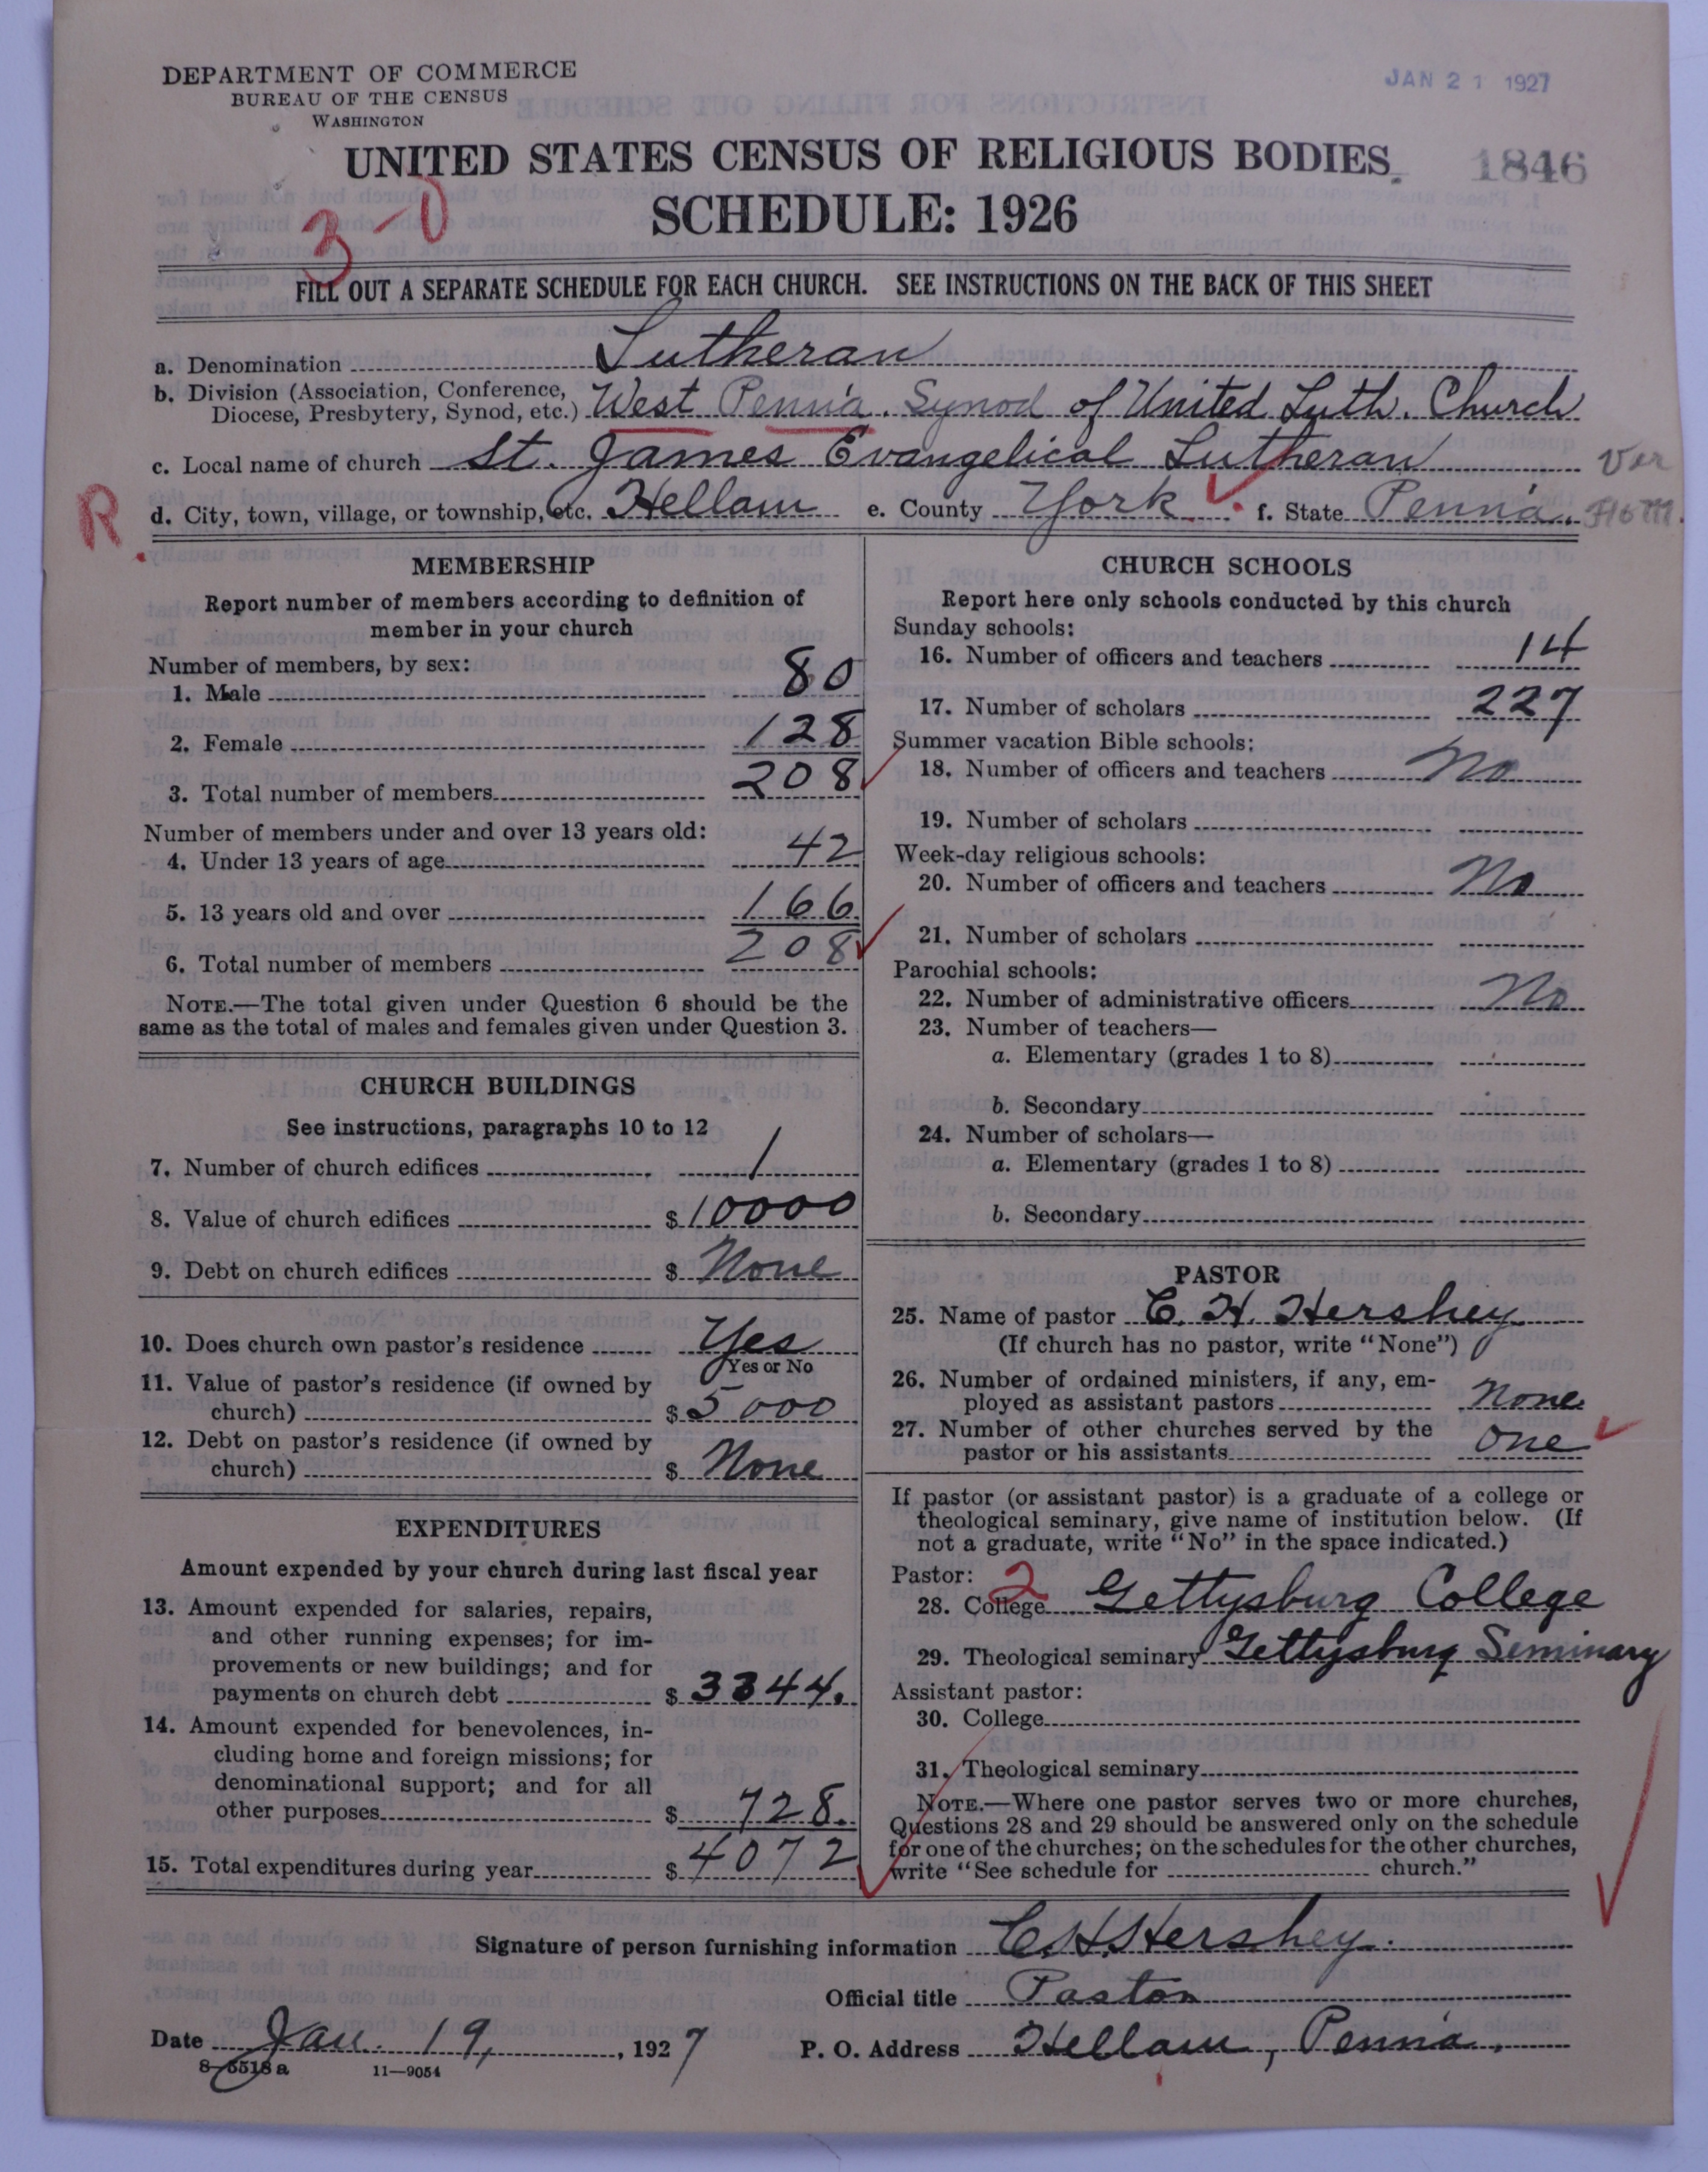 DEPARTMENT OF COMMERCE
BUREAU OF THE CENSUS
WASHINGTON
JAN 21 1927
UNITED STATES CENSUS OF RELIGIOUS BODIES
1846
SCHEDULE: 1926
3-0
FILL OUT A SEPARATE SCHEDULE FOR EACH CHURCH. SEE INSTRUCTIONS ON THE BACK OF THIS SHEET
a. Denomination Lutheran
b. Division (Association, Conference,
Diocese, Presbytery, Synod, etc.) West Penn'a. Synod of United Luth. Church
c. Local name of church St. James Evangelical Lutheran Ver
R. d. City, town, village, or township, etc. Hellam e. County York f. State Penn'a.
MEMBERSHIP
Report number of members according to definition of
member in your church
Number of members, by sex:
1. Male 80
2. Female 128
3. Total number of members 208
Number of members under and over 13 years old:
4. Under 13 years of age 42
5. 13 years old and over 166
6. Total number of members 208
NOTE.—The total given under Question 6 should be the
same as the total of males and females given under Question 3.
CHURCH BUILDINGS
See instructions, paragraphs 10 to 12
7. Number of church edifices 1
8. Value of church edifices $10000
9. Debt on church edifices $ None
10. Does church own pastor's residence Yes
Yes or No
11. Value of pastor's residence (if owned by
church) $5000
12. Debt on pastor's residence (if owned by
church) $ None
EXPENDITURES
Amount expended by your church during last fiscal year
13. Amount expended for salaries, repairs,
and other running expenses; for im-
provements or new buildings; and for
payments on church debt $ 3344.
14. Amount expended for benevolences, in-
cluding home and foreign missions; for
denominational support; and for all
other purposes $ 728.
15. Total expenditures during year $ 4072
CHURCH SCHOOLS
Report here only schools conducted by this church
Sunday schools:
16. Number of officers and teachers 14
17. Number of scholars 227
Summer vacation Bible schools:
18. Number of officers and teachers No
19. Number of scholars
Week-day religious schools:
20. Number of officers and teachers No
21. Number of scholars
Parochial schools:
22. Number of administrative officers No
23. Number of teachers—
a. Elementary (grades 1 to 8)
b. Secondary
24. Number of scholars—
a. Elementary (grades 1 to 8)
b. Secondary
PASTOR
25. Name of pastor C. H. Hershey
(If church has no pastor, write "None")
26. Number of ordained ministers, if any, em-
ployed as assistant pastors None
27. Number of other churches served by the
pastor or his assistants One
If pastor (or assistant pastor) is a graduate of a college or
theological seminary, give name of institution below. (If
not a graduate, write "No" in the space indicated.)
Pastor: 2
28. College Gettysburg College
29. Theological seminary Gettysburg Seminary
Assistant pastor:
30. College
31. Theological seminary
NOTE.—Where one pastor serves two or more churches,
Questions 28 and 29 should be answered only on the schedule
for one of the churches; on the schedules for the other churches,
write "See schedule for church."
Signature of person furnishing information C H Hershey.
Official title Pastor
Date Jan. 19, 1927 P. O. Address Hellam, Penn'a.
8-5518 a 11—9054